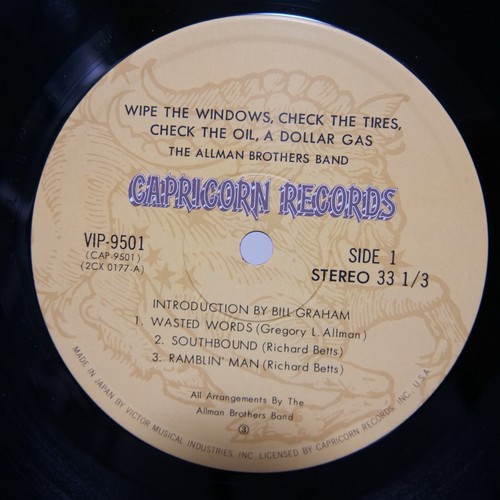 WIPE THE WINDOWS, CHECK THE TIRES,
CHECK THE OIL, A DOLLAR GAS
THE ALLMAN BROTHERS BAND
CAPRICORN RECORDS
VIP-9501
(CAP-9501)
(2CX 0177-A)
SIDE 1
STEREO 33 1/3
INTRODUCTION BY BILL GRAHAM
1. WASTED WORDS (Gregory L. Allman)
2. SOUTHBOUND (Richard Betts)
3. RAMBLIN' MAN (Richard Betts)
All Arrangements By The
Allman Brothers Band
③
MADE IN JAPAN BY VICTOR MUSICAL INDUSTRIES, INC. LICENSED BY CAPRICORN RECORDS INC., U.S.A.